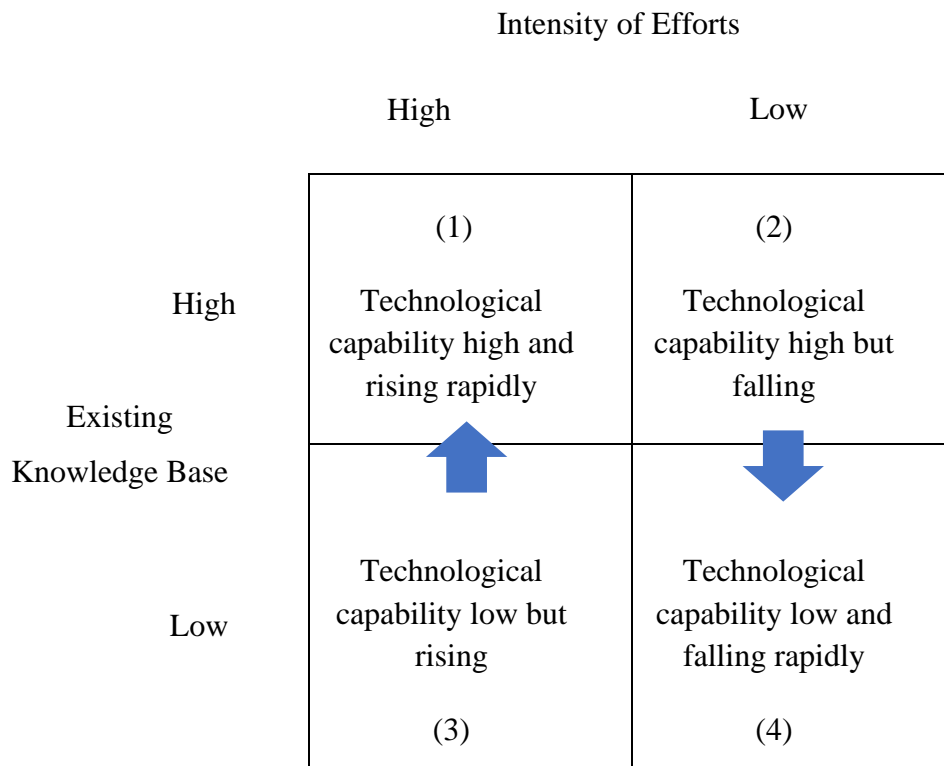 Intensity of Efforts
High
Low
(1)
(2)
High
Technological
capability high and
rising rapidly
Technological
capability high but
falling
Existing
Knowledge Base
Low
Technological
capability low but
rising
Technological
capability low and
falling rapidly
(3)
(4)